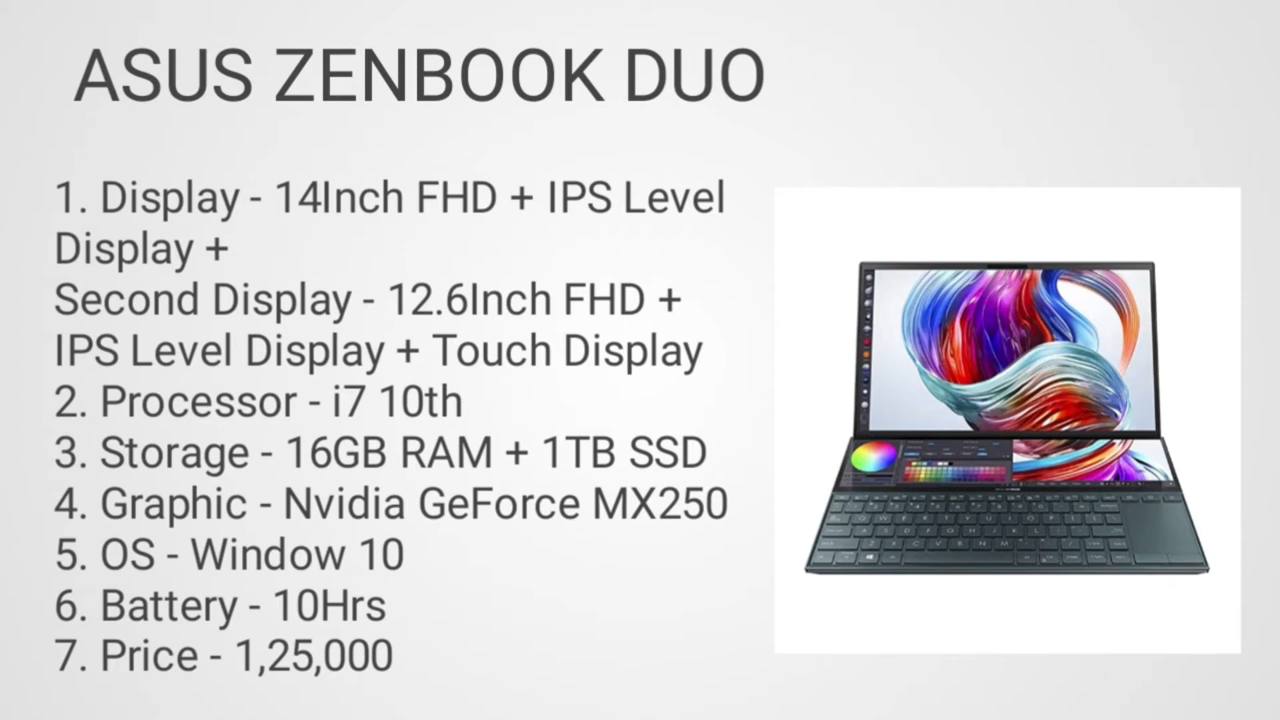 ASUS ZENBOOK DUO
1. Display - 14Inch FHD + IPS Level
Display +
Second Display - 12.6Inch FHD +
IPS Level Display + Touch Display
2. Processor - i7 10th
3. Storage - 16GB RAM + 1TB SSD
4. Graphic - Nvidia GeForce MX250
5. OS - Window 10
6. Battery - 10Hrs
7. Price - 1,25,000